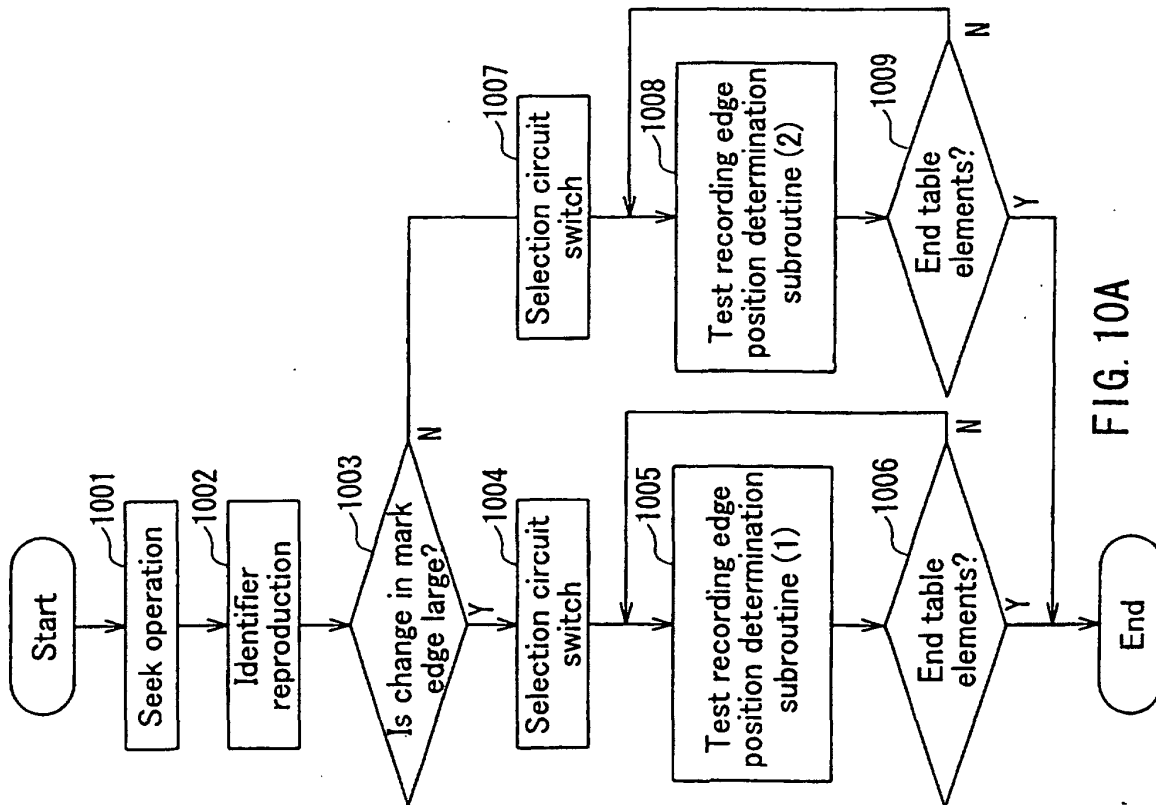 Start
1001
Seek operation
1002
Identifier
reproduction
1003
Is change in mark
edge large?
N
Y
1004
Selection circuit
switch
1005
Test recording edge
position determination
subroutine (1)
1006
End table
elements?
N
Y
1007
Selection circuit
switch
1008
Test recording edge
position determination
subroutine (2)
1009
End table
elements?
N
Y
End
FIG. 10A